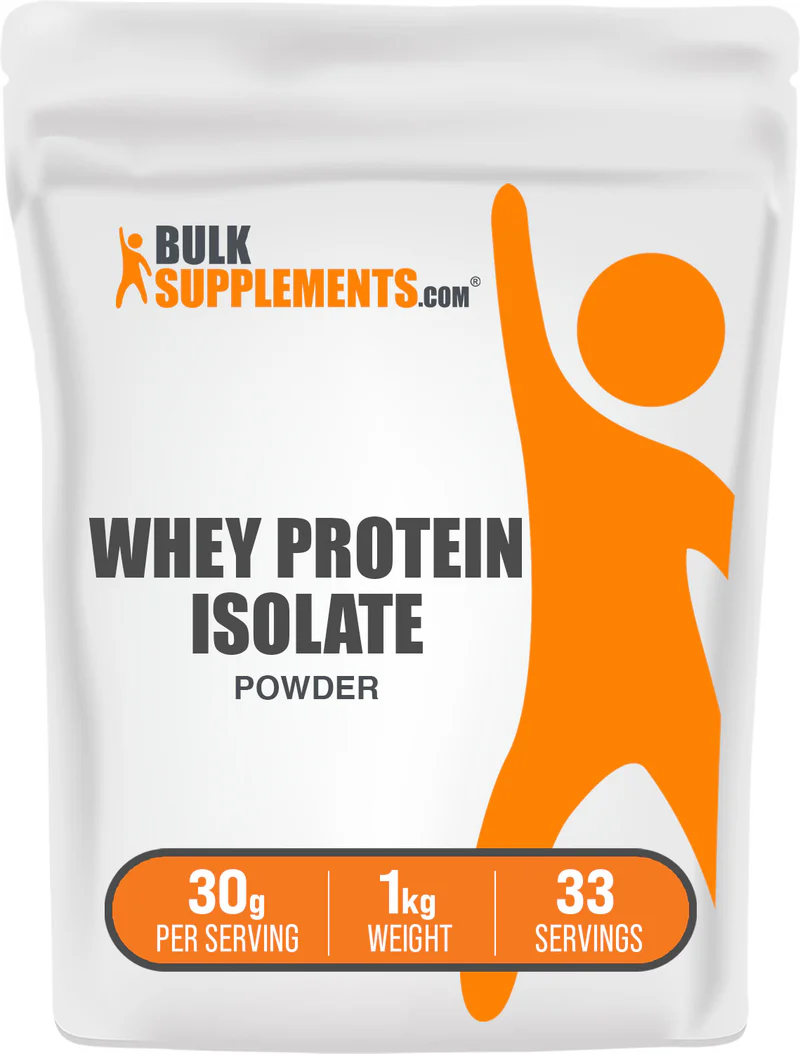 BULK
SUPPLEMENTS.COM®
WHEY PROTEIN
ISOLATE
POWDER
30g
PER SERVING
1kg
WEIGHT
33
SERVINGS